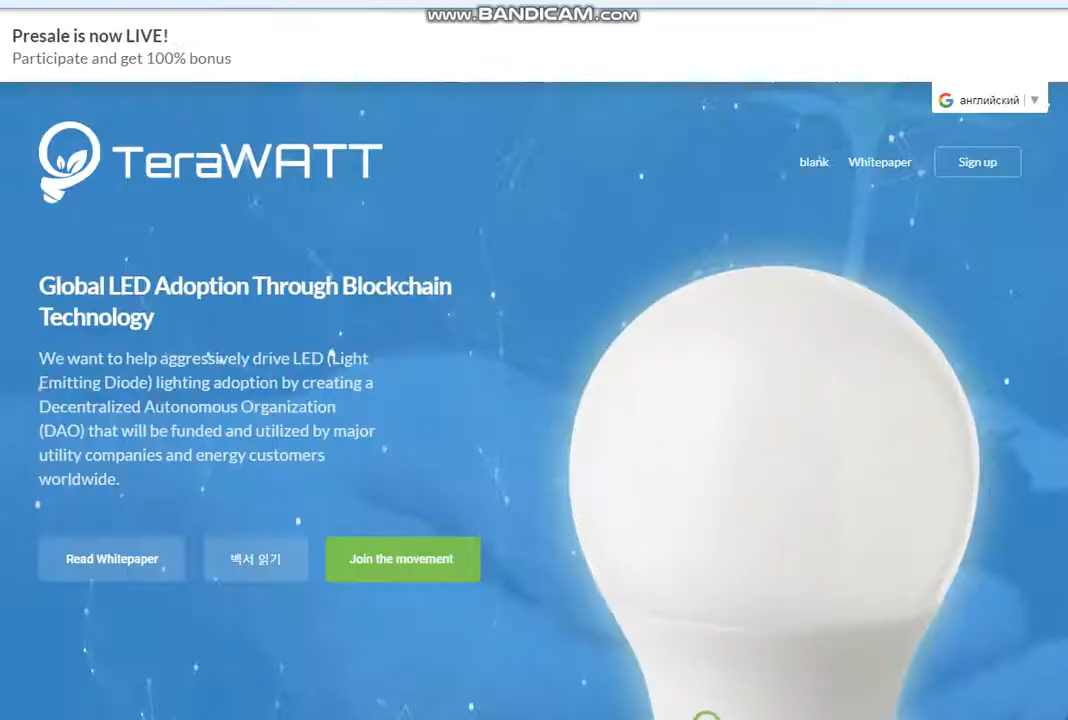 www.BANDICAM.com
Presale is now LIVE!
Participate and get 100% bonus
английский
TeraWATT
blank Whitepaper Sign up
Global LED Adoption Through Blockchain
Technology
We want to help aggressively drive LED (Light
Emitting Diode) lighting adoption by creating a
Decentralized Autonomous Organization
(DAO) that will be funded and utilized by major
utility companies and energy customers
worldwide.
Read Whitepaper 백서 읽기 Join the movement